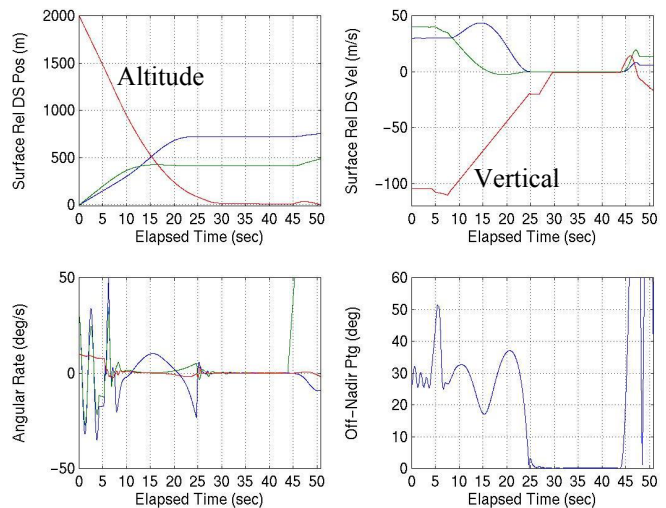 Surface Rel DS Pos (m)
2000
1500
1000
500
0
Altitude
0 5 10 15 20 25 30 35 40 45 50
Elapsed Time (sec)
Surface Rel DS Vel (m/s)
50
0
−50
−100
Vertical
0 5 10 15 20 25 30 35 40 45 50
Elapsed Time (sec)
Angular Rate (deg/s)
50
0
−50
0 5 10 15 20 25 30 35 40 45 50
Elapsed Time (sec)
Off−Nadir Ptg (deg)
60
50
40
30
20
10
0
0 5 10 15 20 25 30 35 40 45 50
Elapsed Time (sec)